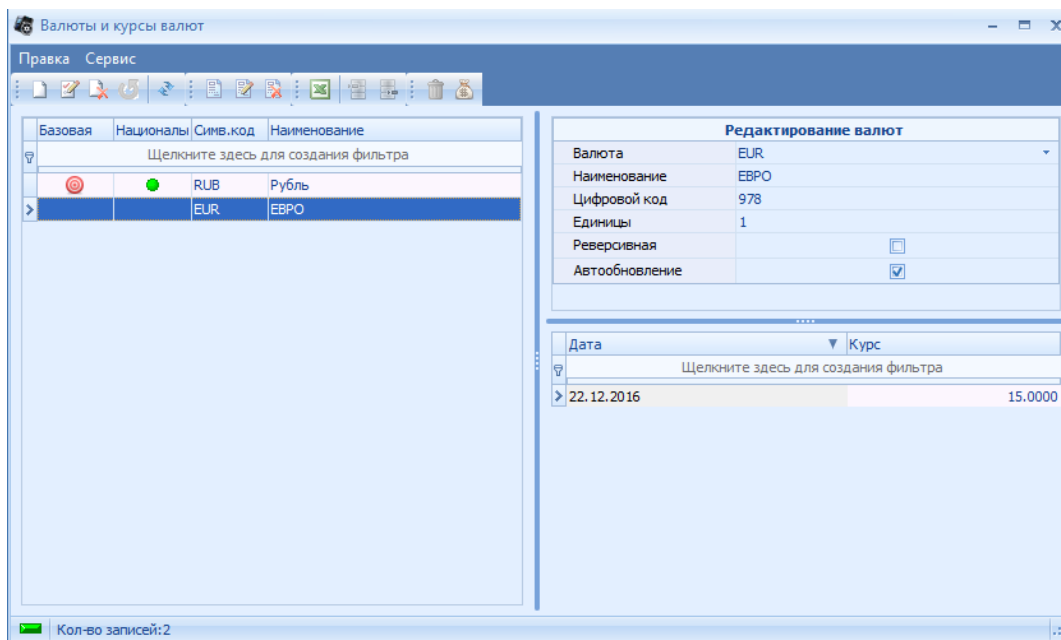 Валюты и курсы валют
Правка Сервис
Базовая Националы Симв.код Наименование
Щелкните здесь для создания фильтра
RUB Рубль
EUR ЕВРО
Редактирование валют
Валюта EUR
Наименование ЕВРО
Цифровой код 978
Единицы 1
Реверсивная
Автообновление
Дата Курс
Щелкните здесь для создания фильтра
22.12.2016 15.0000
Кол-во записей:2